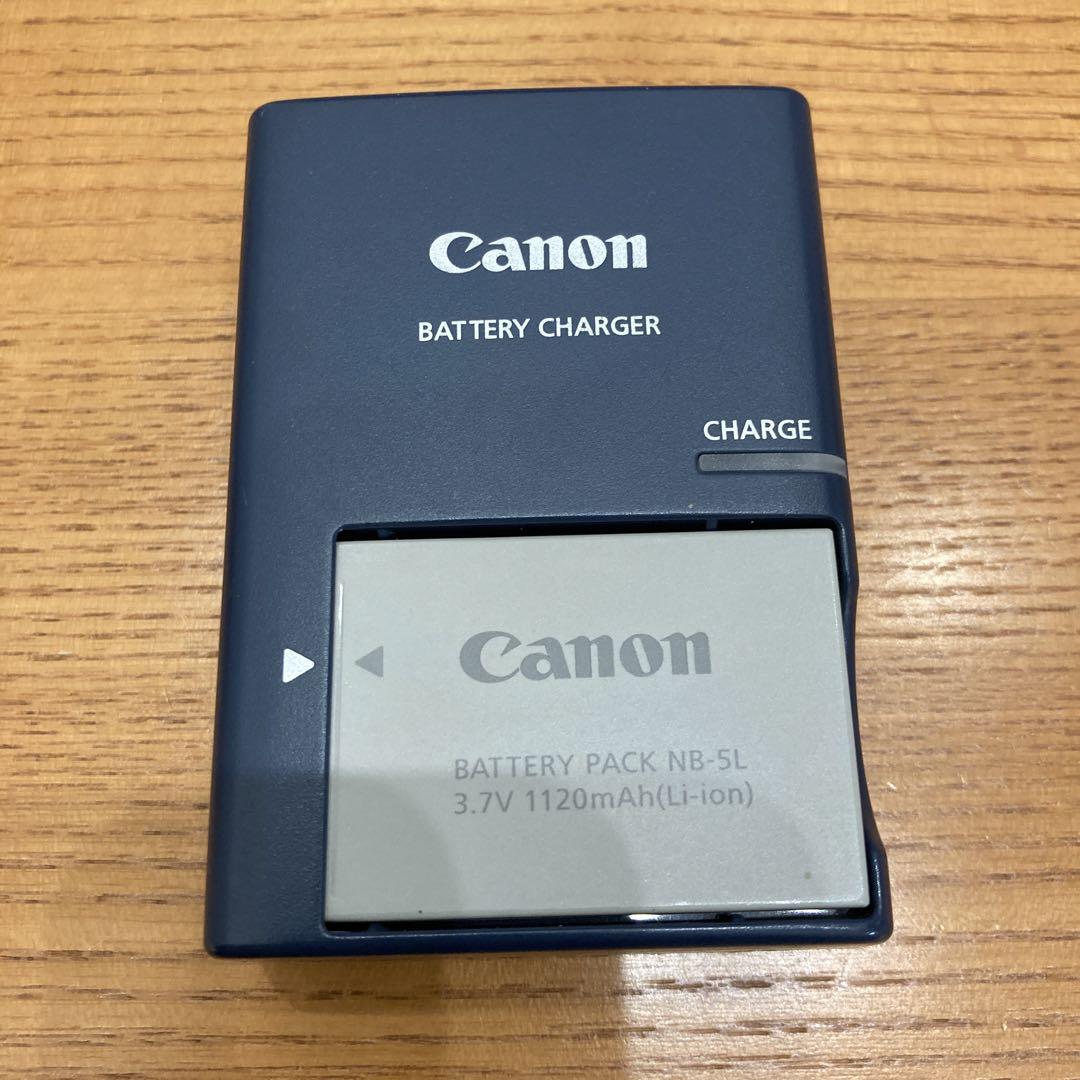 Canon
BATTERY CHARGER
CHARGE
Canon
BATTERY PACK NB-5L
3.7V 1120mAh(Li-ion)